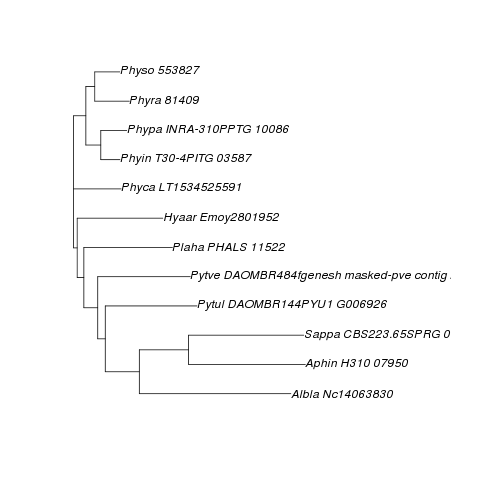 Physo 553827
Phyra 81409
Phypa INRA-310PPTG 10086
Phyin T30-4PITG 03587
Phyca LT1534525591
Hyaar Emoy2801952
Plaha PHALS 11522
Pytve DAOMBR484fgenesh masked-pve contig
Pytul DAOMBR144PYU1 G006926
Sappa CBS223.65SPRG 0
Aphin H310 07950
Albla Nc14063830